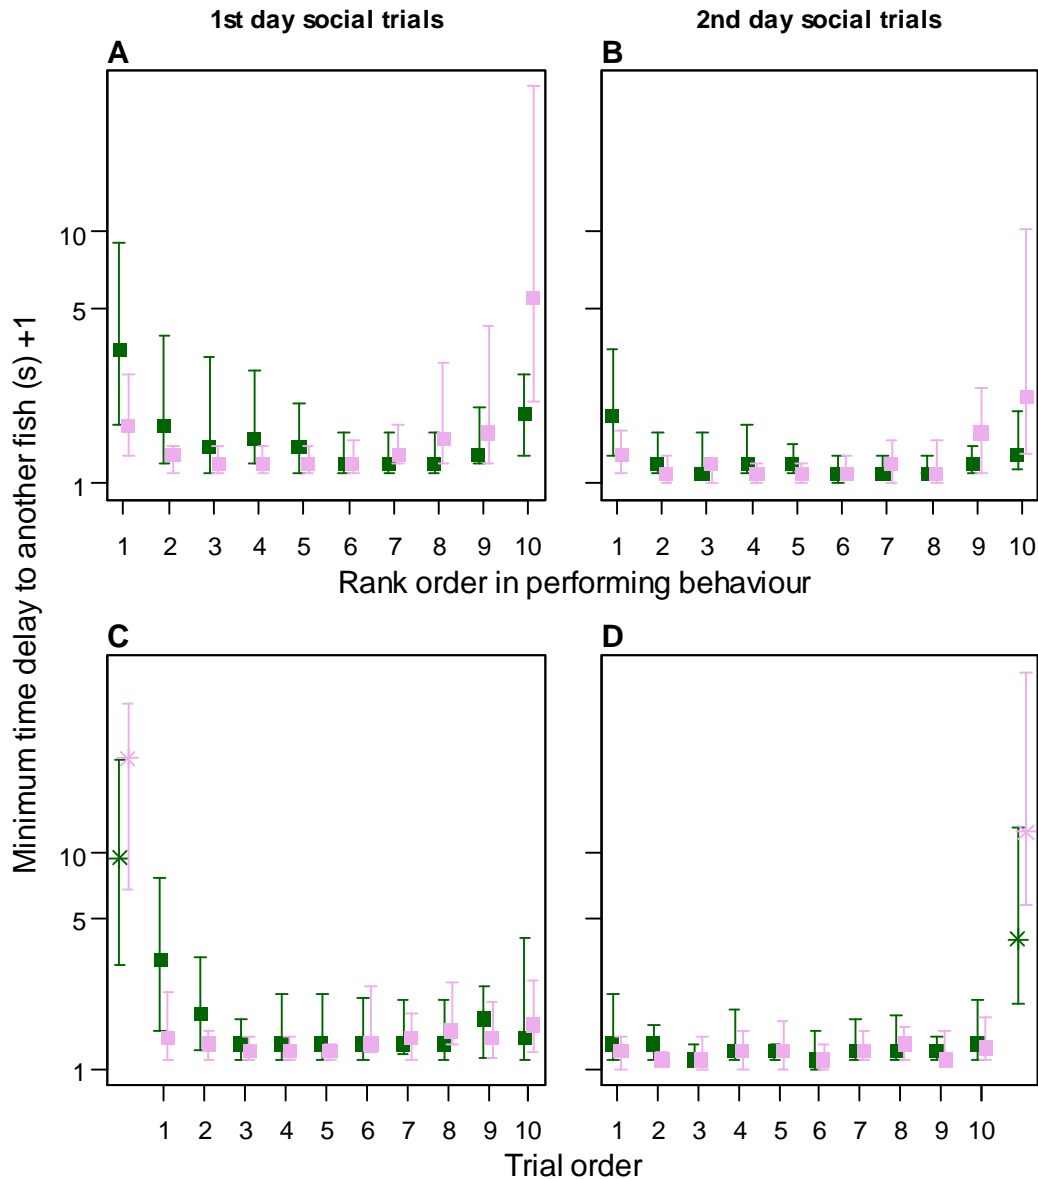 1st day social trials
2nd day social trials
A
B
10
5
1
1 2 3 4 5 6 7 8 9 10
1 2 3 4 5 6 7 8 9 10
Rank order in performing behaviour
Minimum time delay to another fish (s) +1
C
D
10
5
1
1 2 3 4 5 6 7 8 9 10
1 2 3 4 5 6 7 8 9 10
Trial order